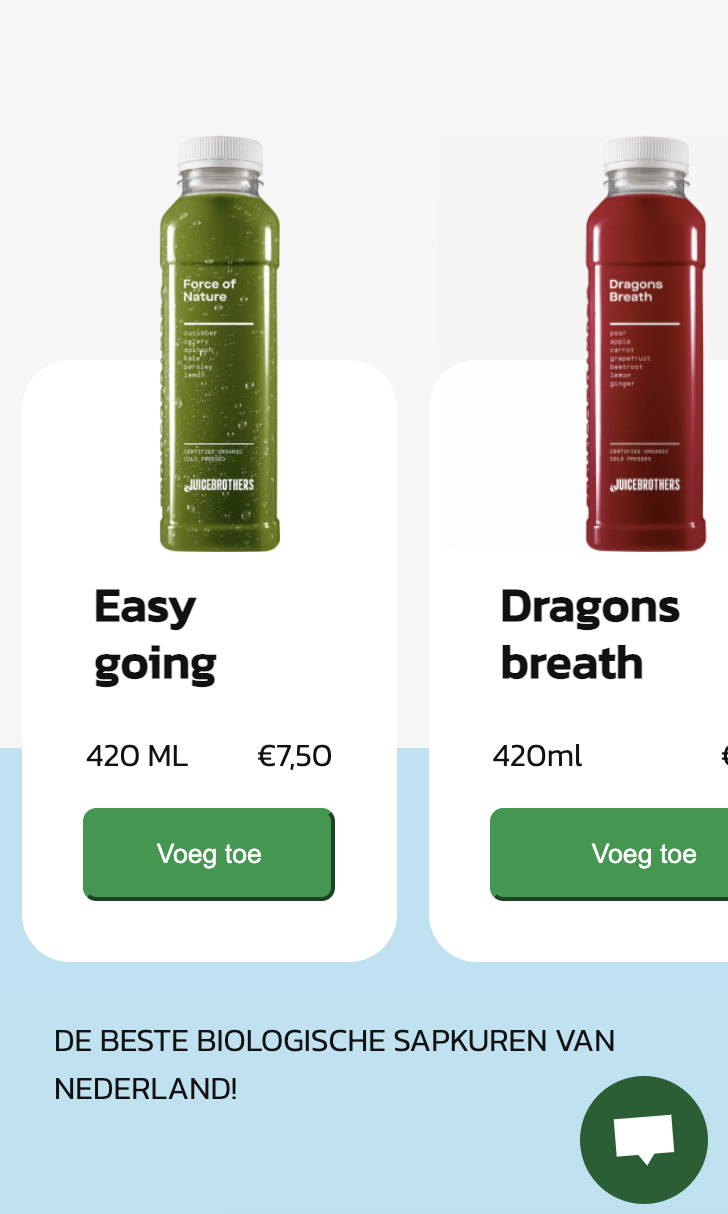 Force of
Nature
cucumber
celery
spinach
kale
parsley
lemon
CERTIFIED ORGANIC
COLD PRESSED
JUICEBROTHERS
Dragons
Breath
pear
apple
carrot
grapefruit
beetroot
lemon
ginger
CERTIFIED ORGANIC
COLD PRESSED
JUICEBROTHERS
Easy
going
420 ML €7,50
Voeg toe
Dragons
breath
420ml €
Voeg toe
DE BESTE BIOLOGISCHE SAPKUREN VAN
NEDERLAND!